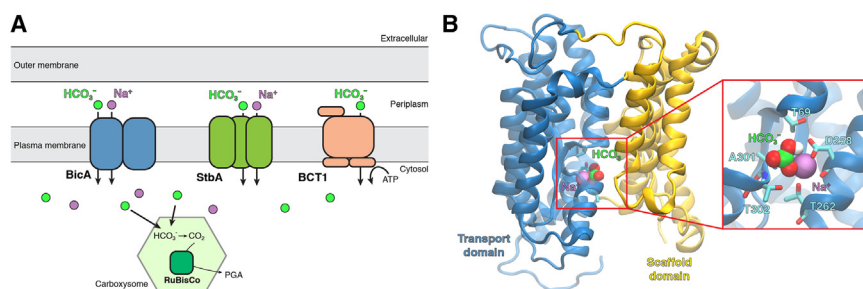 A
Extracellular
Outer membrane
HCO₃⁻ Na⁺
HCO₃⁻ Na⁺
HCO₃⁻
Periplasm
Plasma membrane
Cytosol
BicA
StbA
BCT1
ATP
HCO₃⁻→CO₂
RuBisCo
PGA
Carboxysome
B
HCO₃⁻
Na⁺
Transport
domain
Scaffold
domain
T69
HCO₃⁻
D258
A301
Na⁺
T302
T262